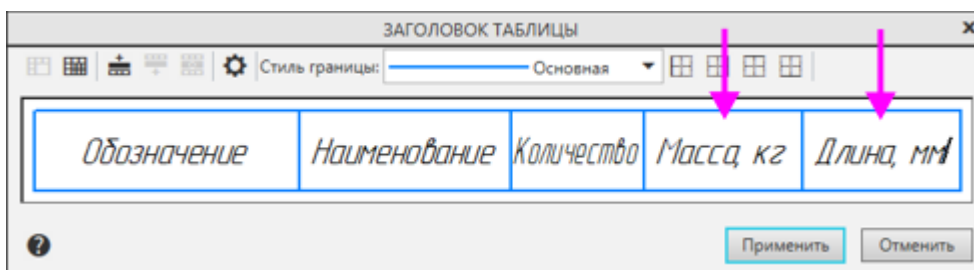 ЗАГОЛОВОК ТАБЛИЦЫ
Стиль границы: Основная
Обозначение Наименование Количество Масса, кг Длина, мм
Применить Отменить